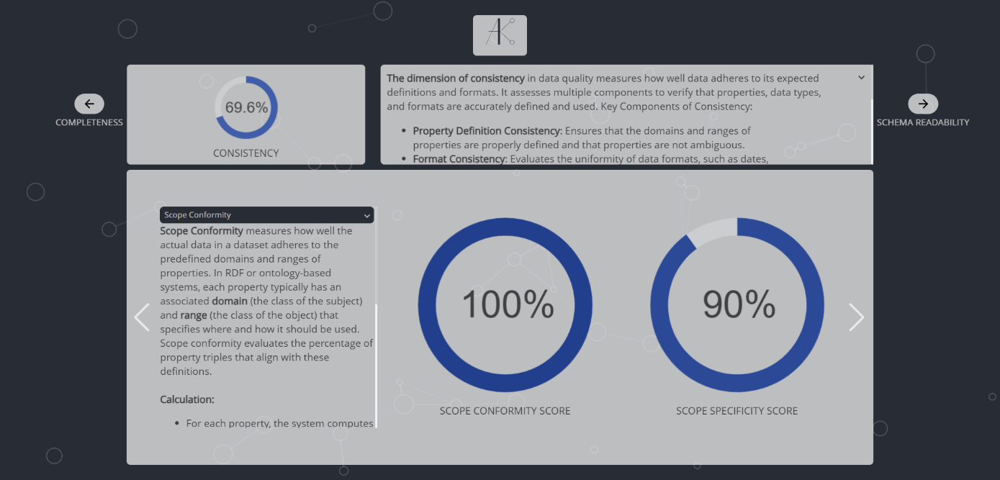 AK
COMPLETENESS
69.6%
CONSISTENCY
The dimension of consistency in data quality measures how well data adheres to its expected
definitions and formats. It assesses multiple components to verify that properties, data types,
and formats are accurately defined and used. Key Components of Consistency:
• Property Definition Consistency: Ensures that the domains and ranges of
properties are properly defined and that properties are not ambiguous.
• Format Consistency: Evaluates the uniformity of data formats, such as dates,
SCHEMA READABILITY
Scope Conformity
Scope Conformity measures how well the
actual data in a dataset adheres to the
predefined domains and ranges of
properties. In RDF or ontology-based
systems, each property typically has an
associated domain (the class of the subject)
and range (the class of the object) that
specifies where and how it should be used.
Scope conformity evaluates the percentage of
property triples that align with these
definitions.
Calculation:
• For each property, the system computes
100%
SCOPE CONFORMITY SCORE
90%
SCOPE SPECIFICITY SCORE